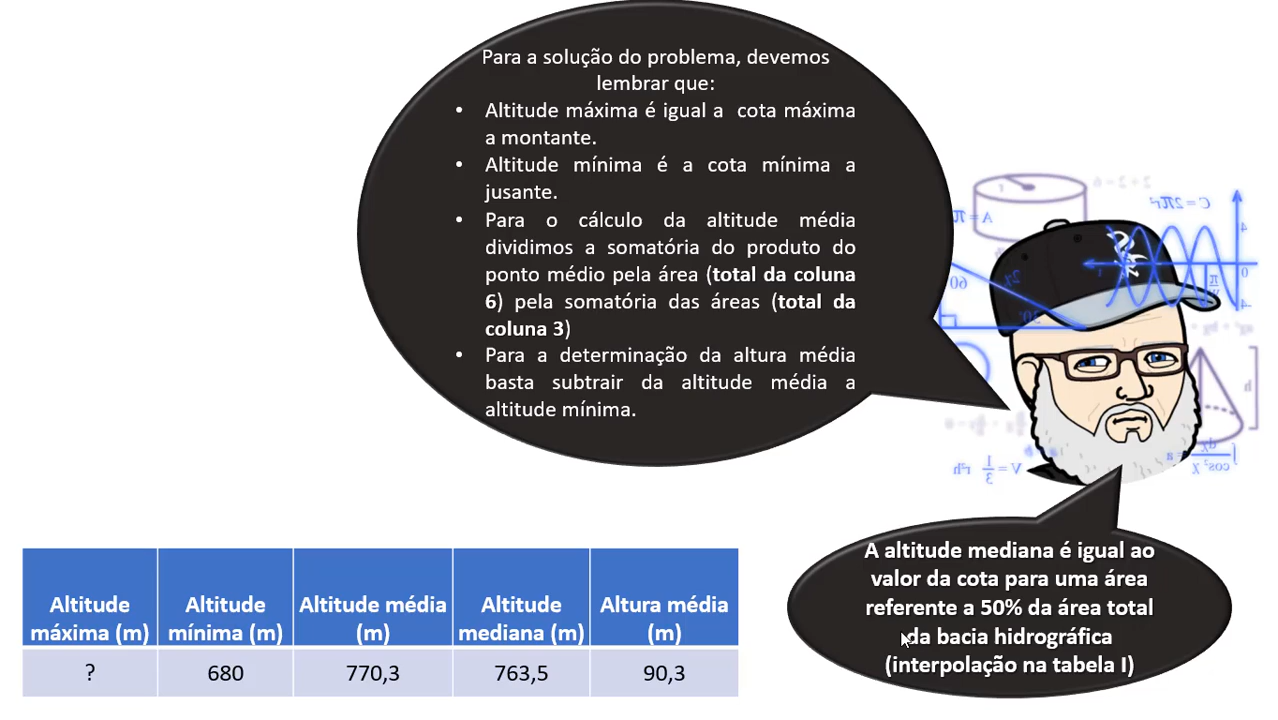 Para a solução do problema, devemos
lembrar que:
• Altitude máxima é igual a cota máxima
a montante.
• Altitude mínima é a cota mínima a
jusante.
• Para o cálculo da altitude média
dividimos a somatória do produto do
ponto médio pela área (total da coluna
6) pela somatória das áreas (total da
coluna 3)
• Para a determinação da altura média
basta subtrair da altitude média a
altitude mínima.
A altitude mediana é igual ao
valor da cota para uma área
referente a 50% da área total
da bacia hidrográfica
(interpolação na tabela I)
Altitude máxima (m) Altitude mínima (m) Altitude média (m) Altitude mediana (m) Altura média (m)
? 680 770,3 763,5 90,3